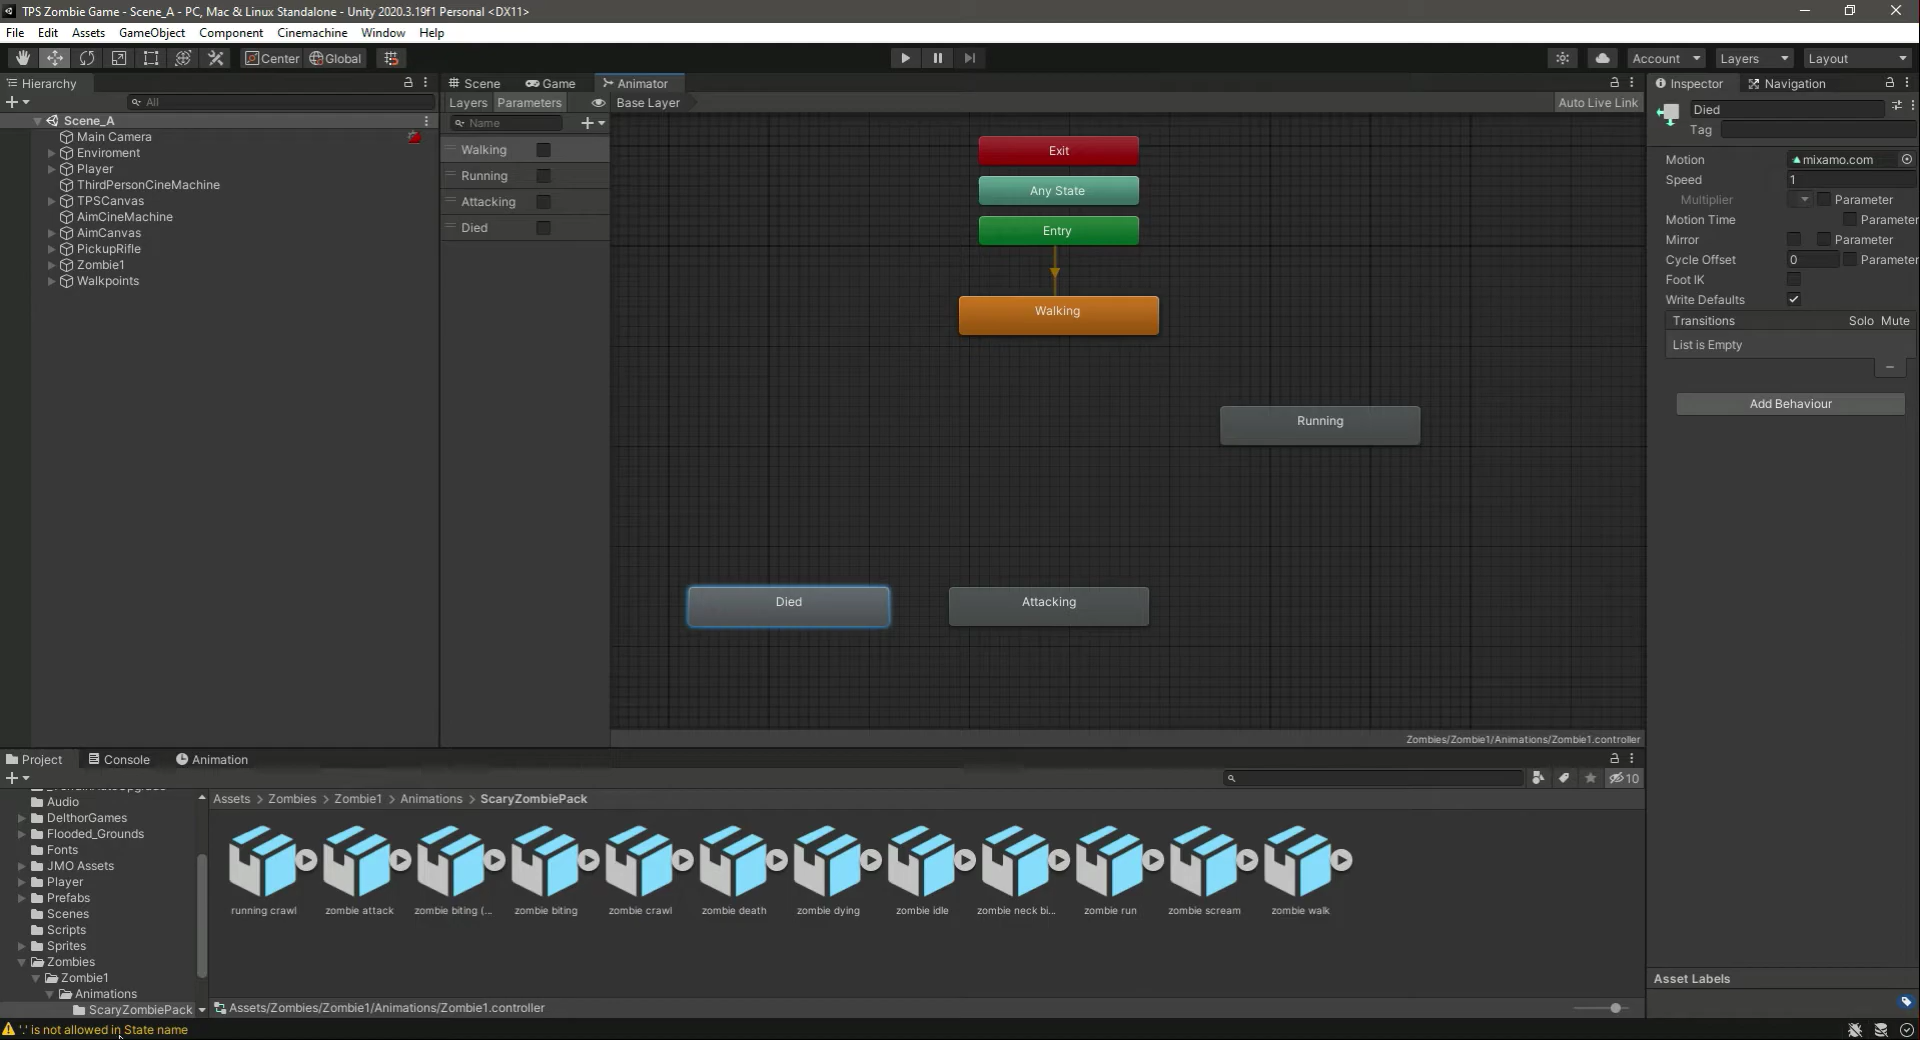 TPS Zombie Game - Scene_A - PC, Mac & Linux Standalone - Unity 2020.3.19f1 Personal <DX11>
File Edit Assets GameObject Component Cinemachine Window Help
Center Global Account Layers Layout
Hierarchy
All
Scene_A
Main Camera
Enviroment
Player
ThirdPersonCineMachine
TPSCanvas
AimCineMachine
AimCanvas
PickupRifle
Zombie1
Walkpoints
Scene Game Animator
Layers Parameters Base Layer Auto Live Link
Name
Walking
Running
Attacking
Died
Exit
Any State
Entry
Walking
Running
Died
Attacking
Zombies/Zombie1/Animations/Zombie1.controller
Inspector Navigation
Died
Tag
Motion mixamo.com
Speed 1
Multiplier Parameter
Motion Time Parameter
Mirror Parameter
Cycle Offset 0 Parameter
Foot IK
Write Defaults
Transitions Solo Mute
List is Empty
Add Behaviour
Asset Labels
Project Console Animation
10
Audio
DelthorGames
Flooded_Grounds
Fonts
JMO Assets
Player
Prefabs
Scenes
Scripts
Sprites
Zombies
Zombie1
Animations
ScaryZombiePack
Assets > Zombies > Zombie1 > Animations > ScaryZombiePack
running crawl zombie attack zombie biting (... zombie biting zombie crawl zombie death zombie dying zombie idle zombie neck bi... zombie run zombie scream zombie walk
Assets/Zombies/Zombie1/Animations/Zombie1.controller
'.' is not allowed in State name